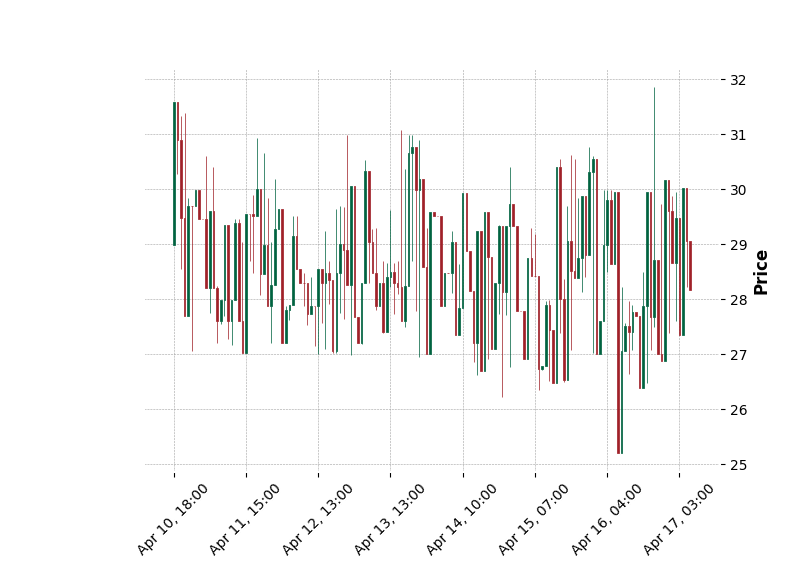 32
31
30
29
28
27
26
25
Price
Apr 10, 18:00
Apr 11, 15:00
Apr 12, 13:00
Apr 13, 13:00
Apr 14, 10:00
Apr 15, 07:00
Apr 16, 04:00
Apr 17, 03:00